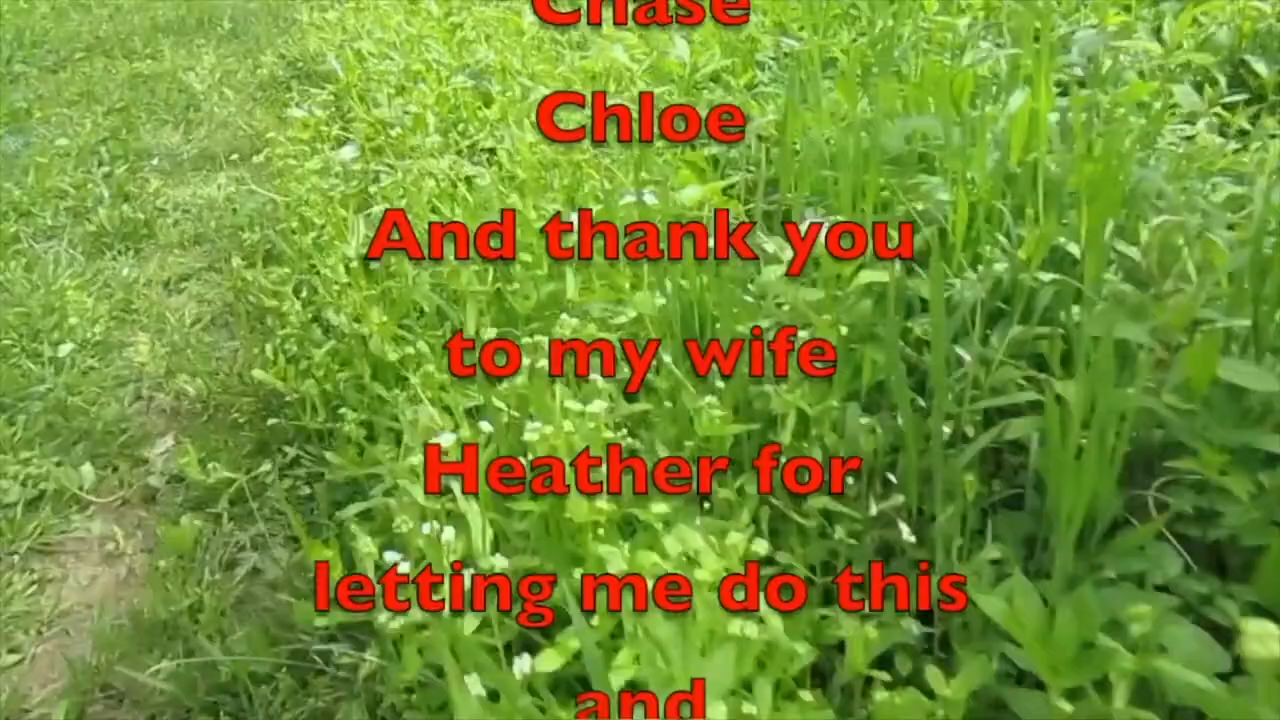 Chase
Chloe
And thank you
to my wife
Heather for
letting me do this
and